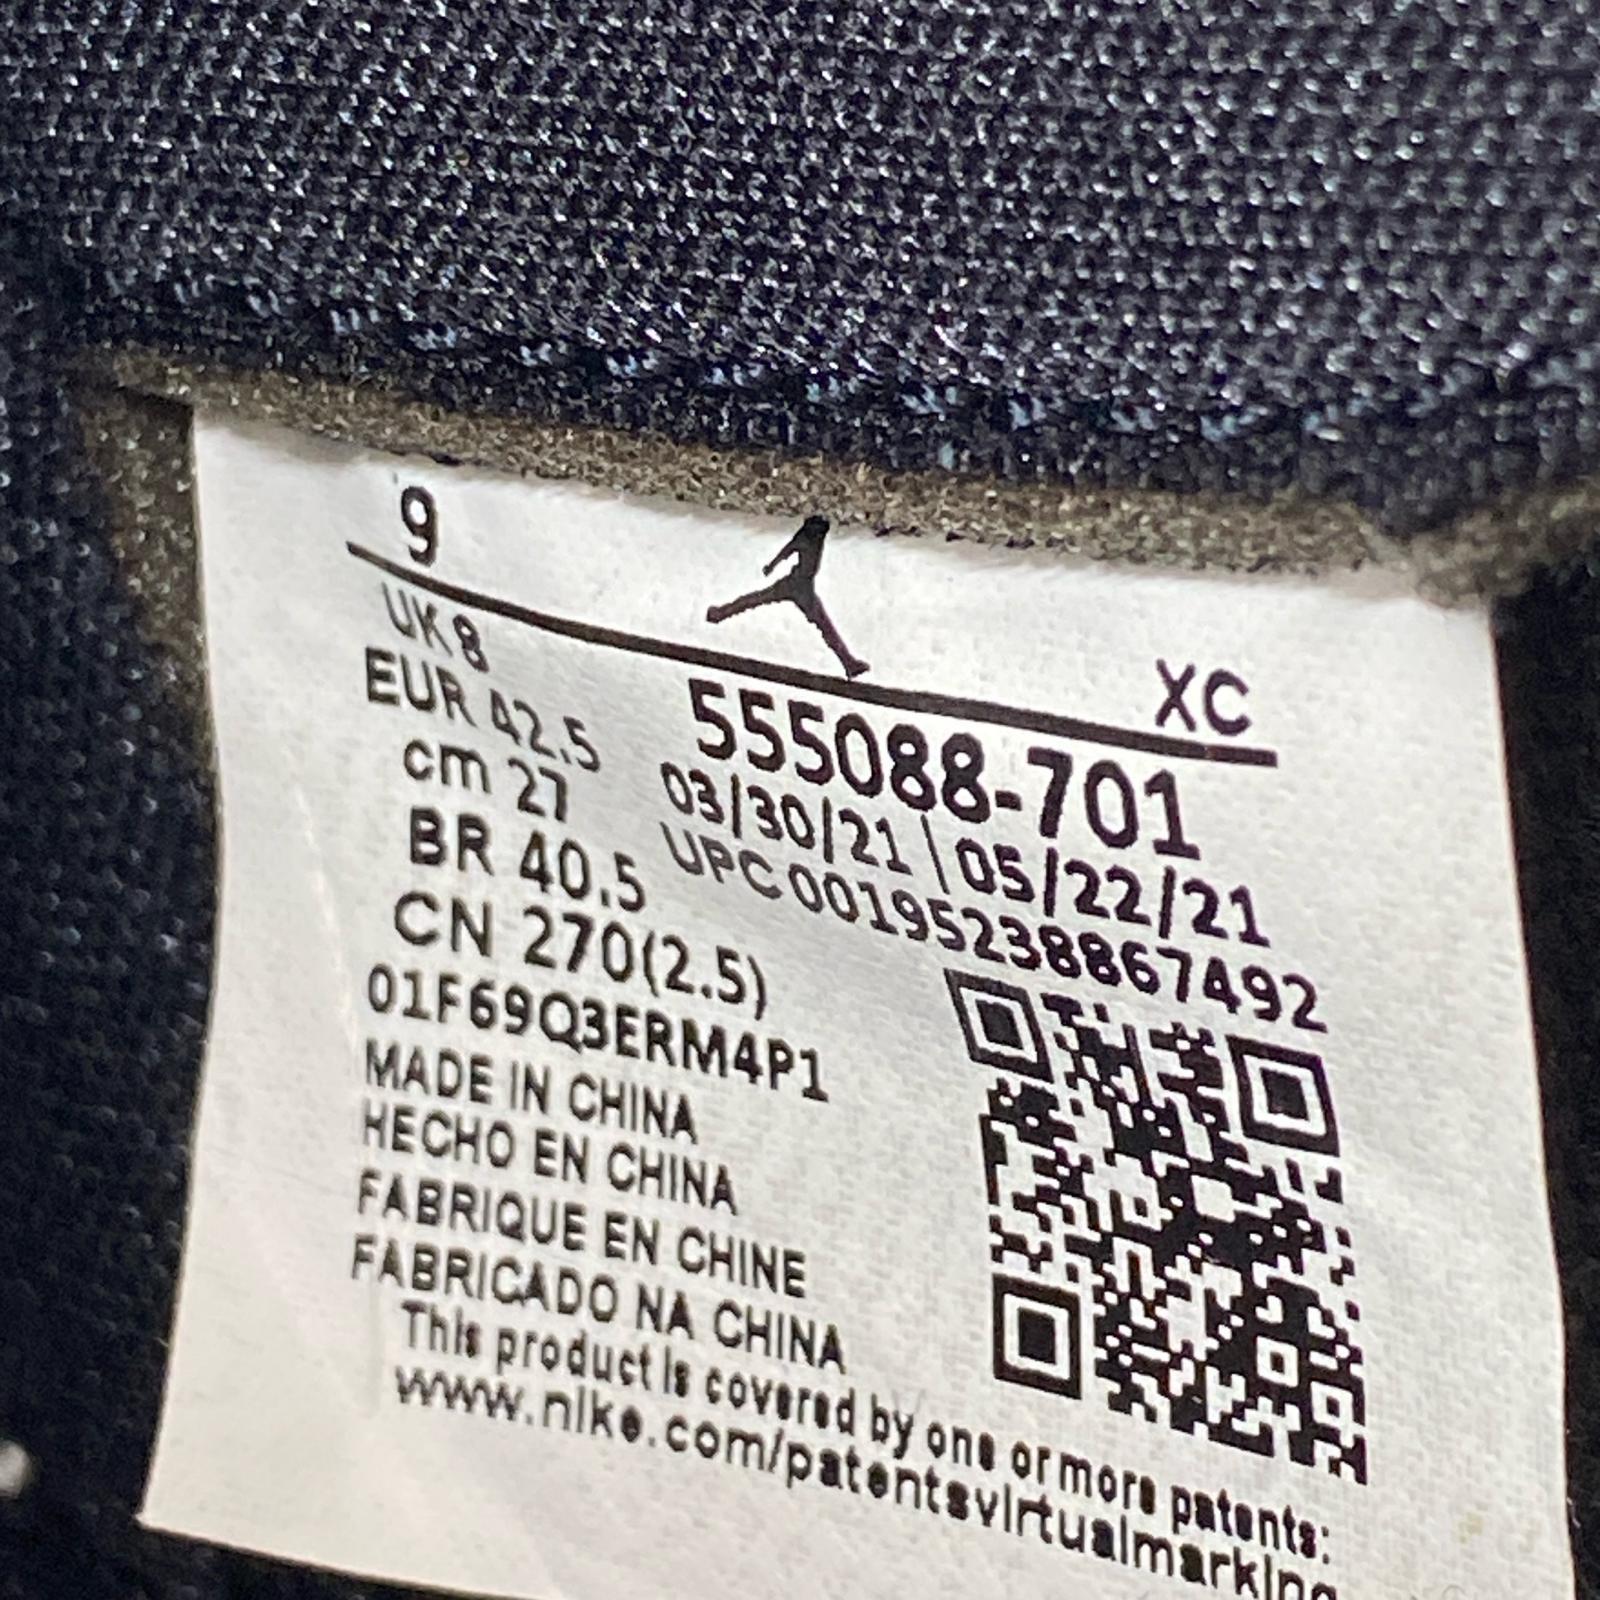 9
XC
UK 8
EUR 42.5
cm 27
BR 40.5
CN 270(2.5)
555088-701
03/30/21 | 05/22/21
UPC 00195238867492
01F69Q3ERM4P1
MADE IN CHINA
HECHO EN CHINA
FABRIQUE EN CHINE
FABRICADO NA CHINA
This product is covered by one or more patents:
www.nike.com/patentsvirtualmarking